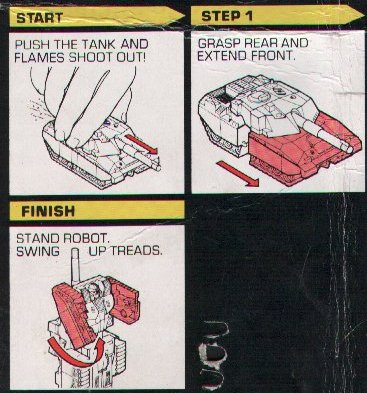 START
PUSH THE TANK AND
FLAMES SHOOT OUT!
STEP 1
GRASP REAR AND
EXTEND FRONT.
FINISH
STAND ROBOT.
SWING UP TREADS.